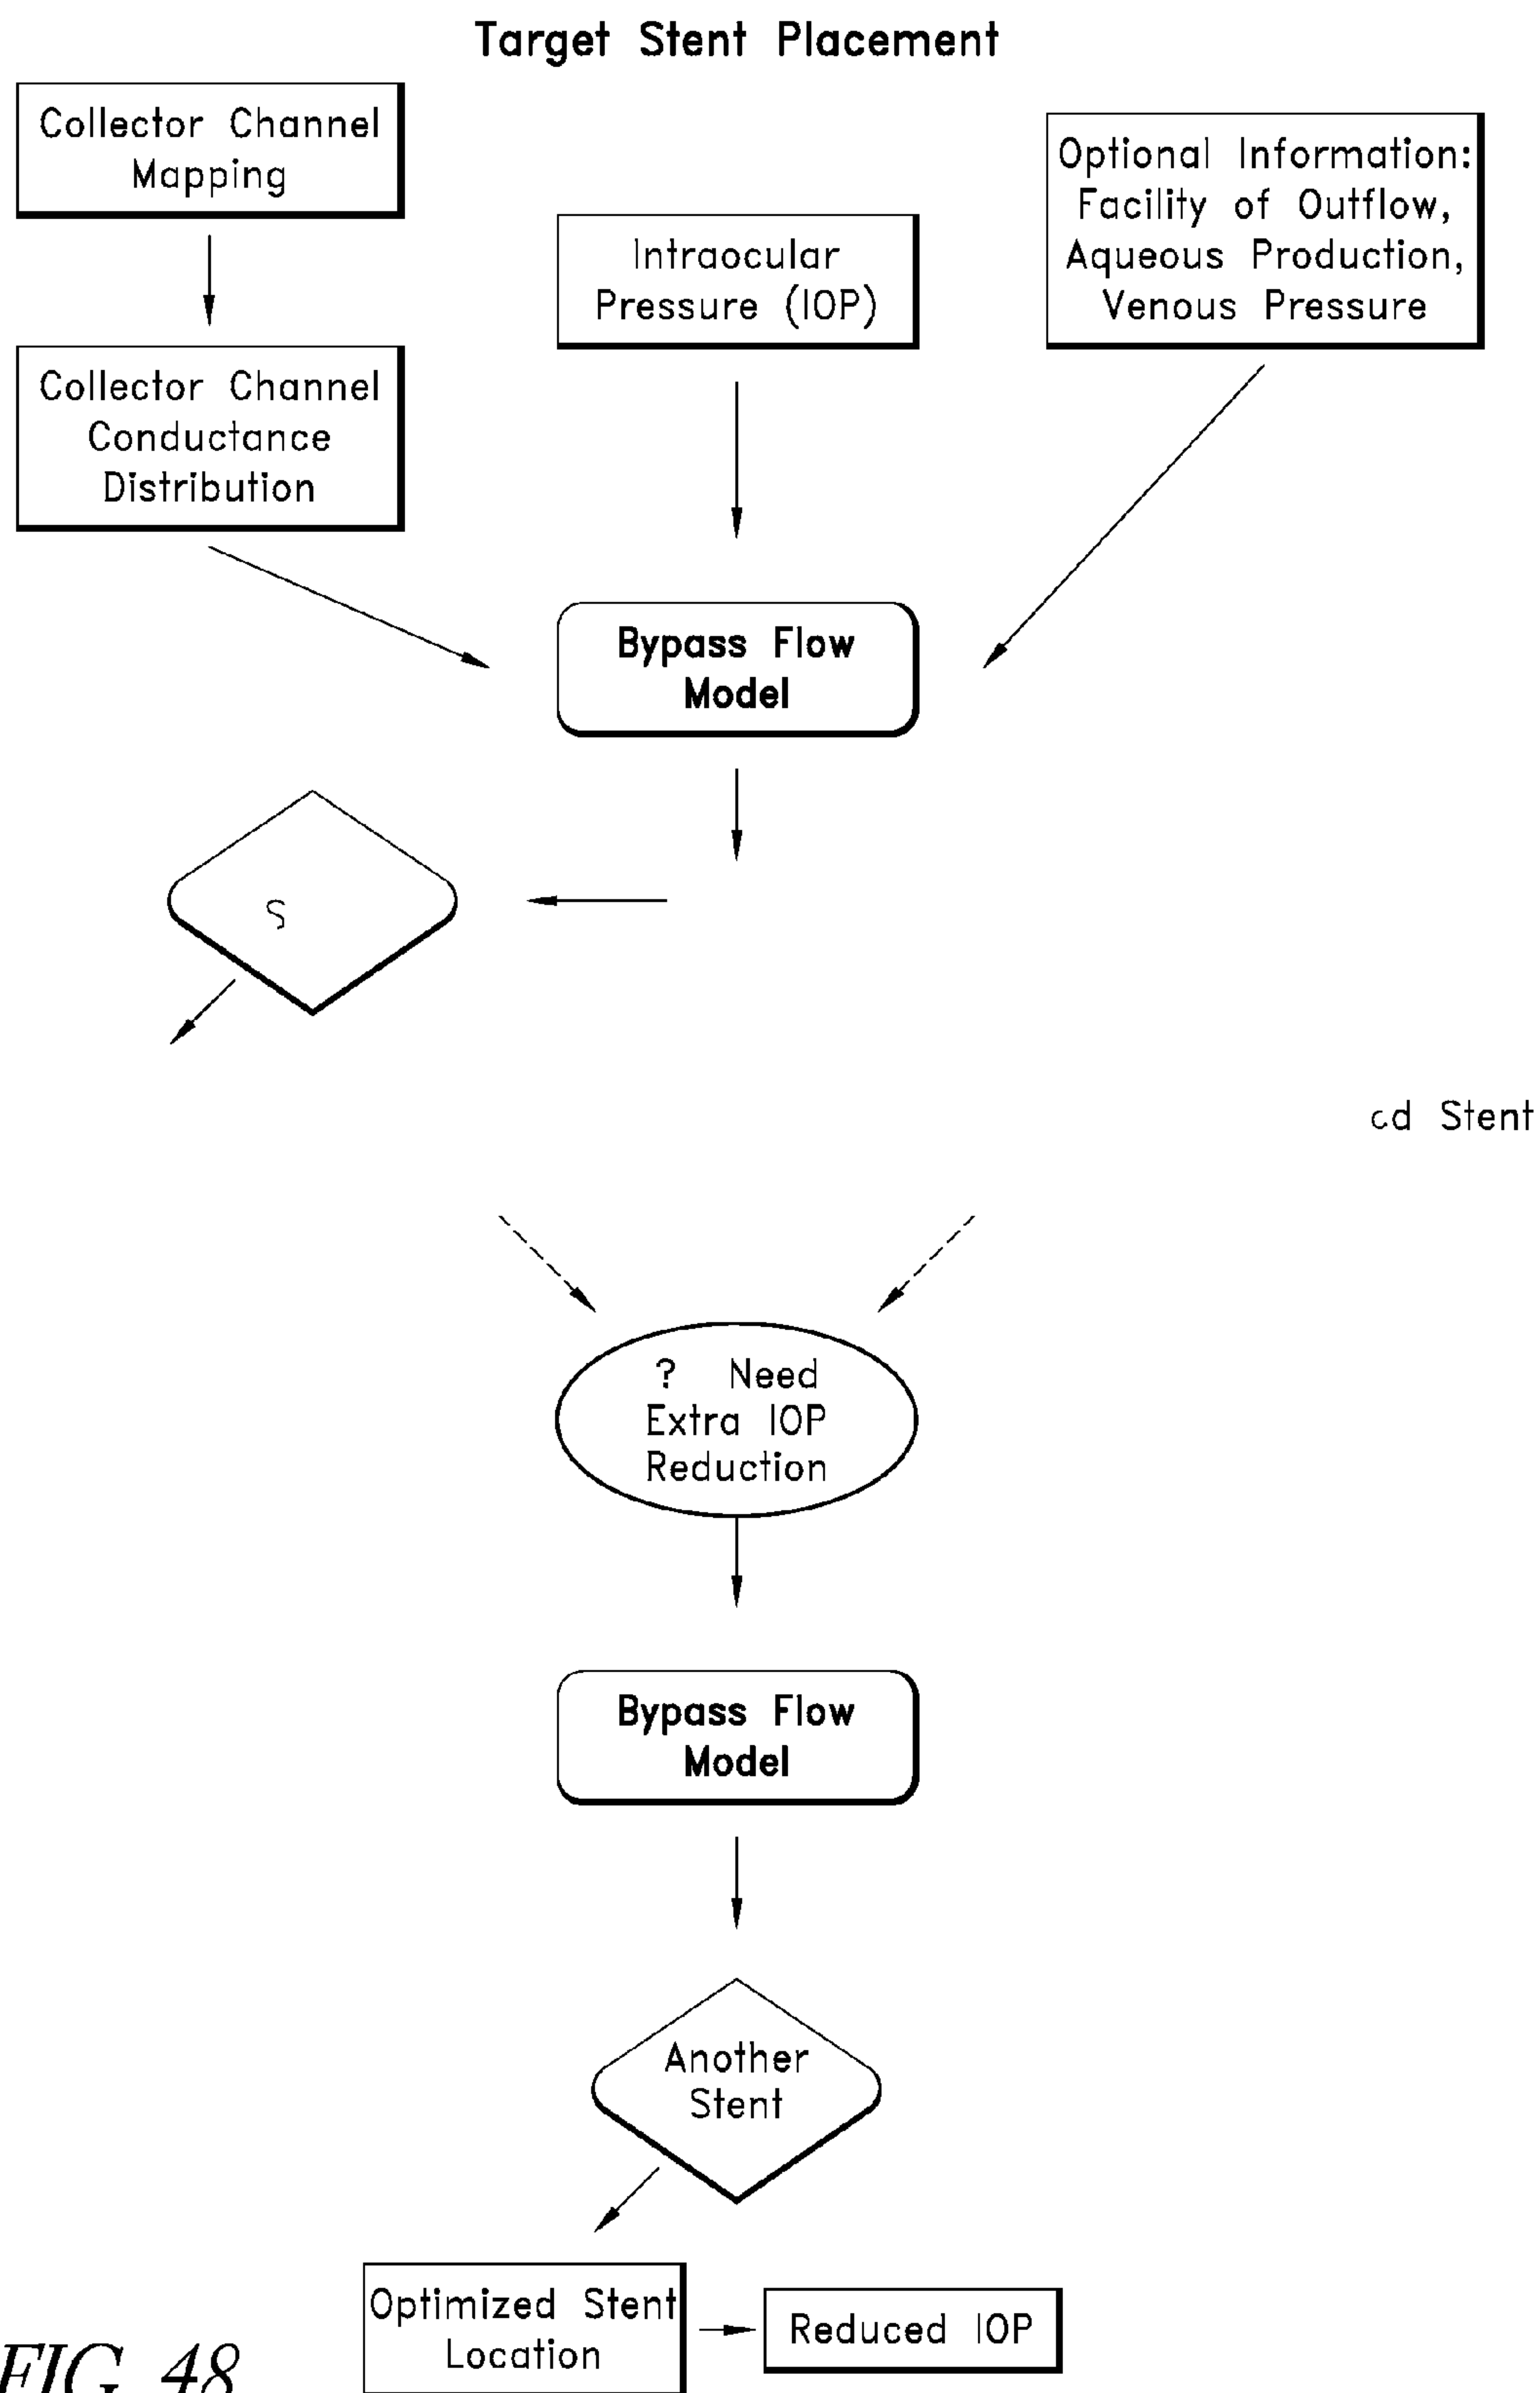 Target Stent Placement
Collector Channel
Mapping
Optional Information:
Facility of Outflow,
Aqueous Production,
Venous Pressure
Intraocular
Pressure (IOP)
Collector Channel
Conductance
Distribution
Bypass Flow
Model
S
Stent
? Need
Extra IOP
Reduction
Bypass Flow
Model
Another
Stent
Optimized Stent
Location
Reduced IOP
FIG. 48